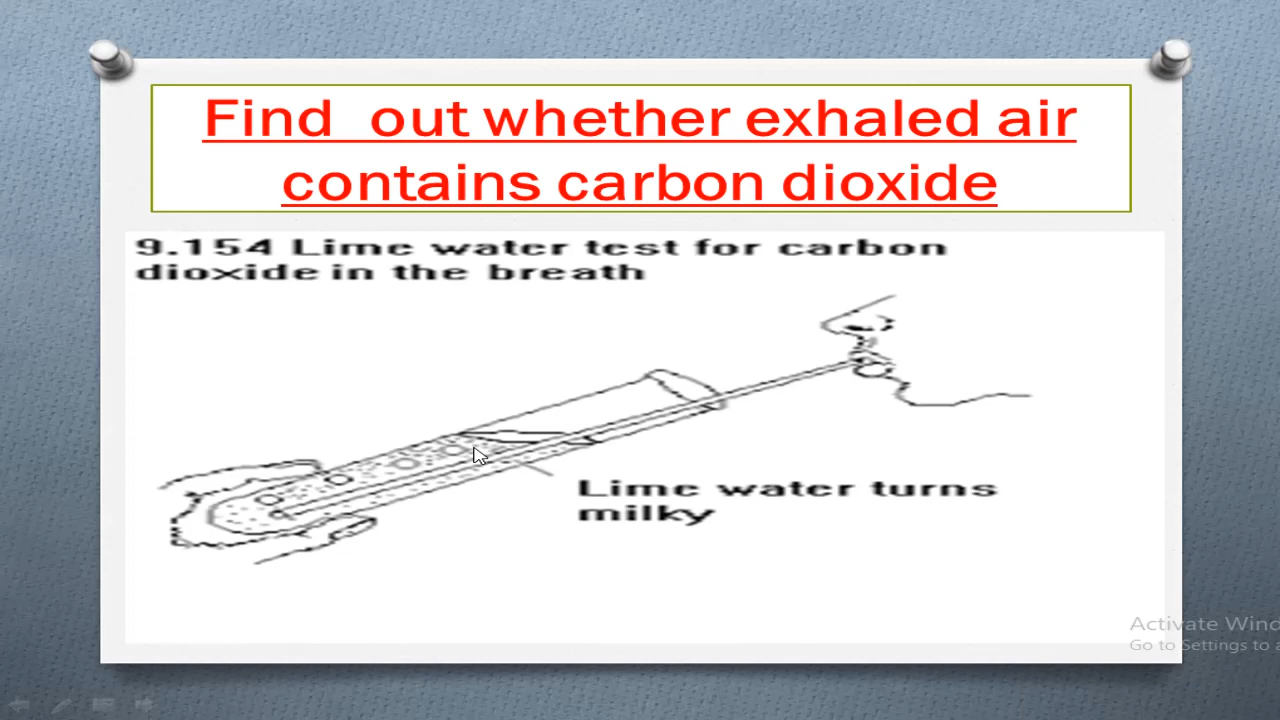 Find out whether exhaled air
contains carbon dioxide
9.154 Lime water test for carbon
dioxide in the breath
Lime water turns
milky
Activate Wind
Go to Settings to a